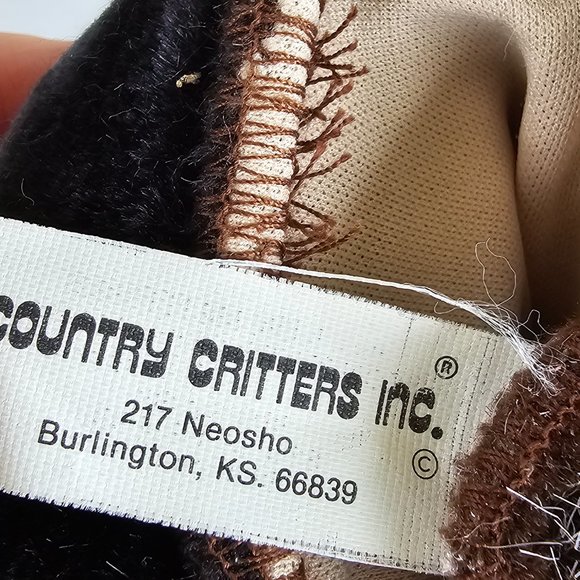 COUNTRY CRITTERS INC.®
217 Neosho
Burlington, KS. 66839 ©